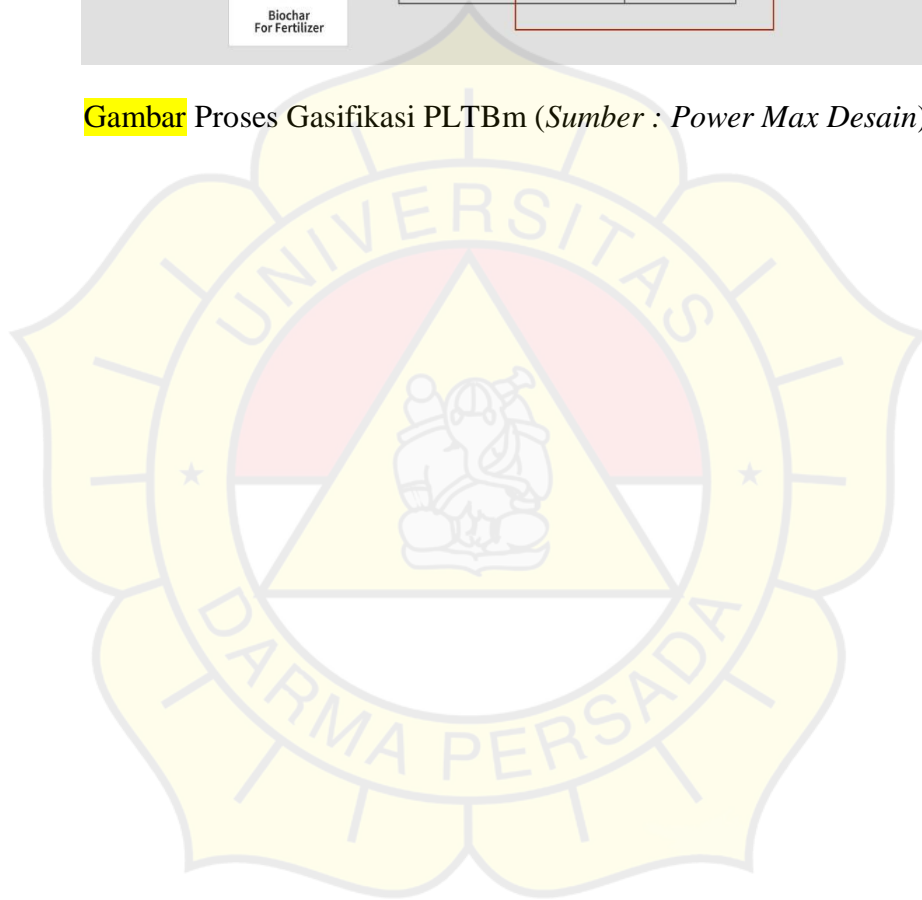 Biochar
For Fertilizer
Gambar Proses Gasifikasi PLTBm (Sumber : Power Max Desain)
UNIVERSITAS
DARMA PERSADA